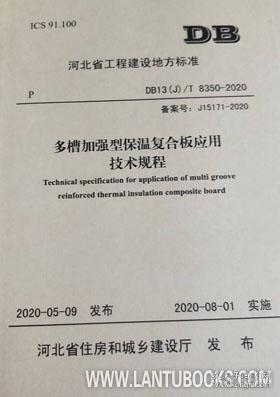 ICS 91.100
DB
河北省工程建设地方标准
P
DB13(J)/T 8350-2020
备案号：J15171-2020
多槽加强型保温复合板应用
技术规程
Technical specification for application of multi groove
reinforced thermal insulation composite board
2020-05-09 发布 2020-08-01 实施
河北省住房和城乡建设厅 发布
WWW.LANTUBOOKS.COM